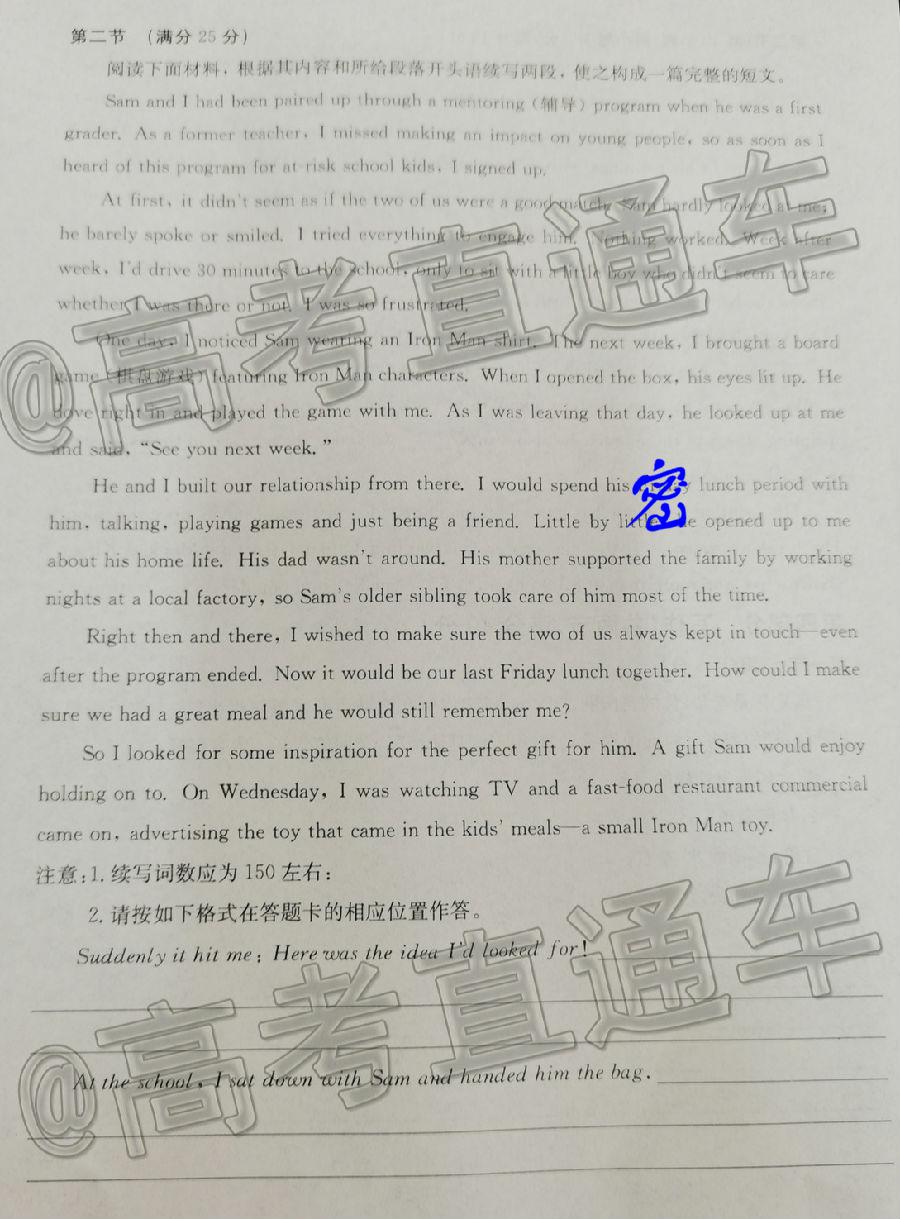 第二节 (满分25分)
阅读下面材料,根据其内容和所给段落开头语续写两段,使之构成一篇完整的短文。
Sam and I had been paired up through a mentoring (辅导) program when he was a first
grader. As a former teacher, I missed making an impact on young people, so as soon as I
heard of this program for at-risk school kids, I signed up.
At first, it didn't seem as if the two of us were a good match. Sam hardly looked at me;
he barely spoke or smiled. I tried everything to engage him. Nothing worked. Week after
week, I'd drive 30 minutes to the school, only to sit with a little boy who didn't seem to care
whether I was there or not. I was so frustrated.
One day, I noticed Sam wearing an Iron Man shirt. The next week, I brought a board
game (棋盘游戏) featuring Iron Man characters. When I opened the box, his eyes lit up. He
dove right in and played the game with me. As I was leaving that day, he looked up at me
and said, “See you next week.”
He and I built our relationship from there. I would spend his lunch period with
密
him, talking, playing games and just being a friend. Little by little, he opened up to me
about his home life. His dad wasn't around. His mother supported the family by working
nights at a local factory, so Sam's older sibling took care of him most of the time.
Right then and there, I wished to make sure the two of us always kept in touch—even
after the program ended. Now it would be our last Friday lunch together. How could I make
sure we had a great meal and he would still remember me?
So I looked for some inspiration for the perfect gift for him. A gift Sam would enjoy
holding on to. On Wednesday, I was watching TV and a fast-food restaurant commercial
came on, advertising the toy that came in the kids' meals—a small Iron Man toy.
注意:1. 续写词数应为150左右;
2. 请按如下格式在答题卡的相应位置作答。
Suddenly it hit me: Here was the idea I'd looked for!
At the school, I sat down with Sam and handed him the bag.
@高考直通车
@高考直通车